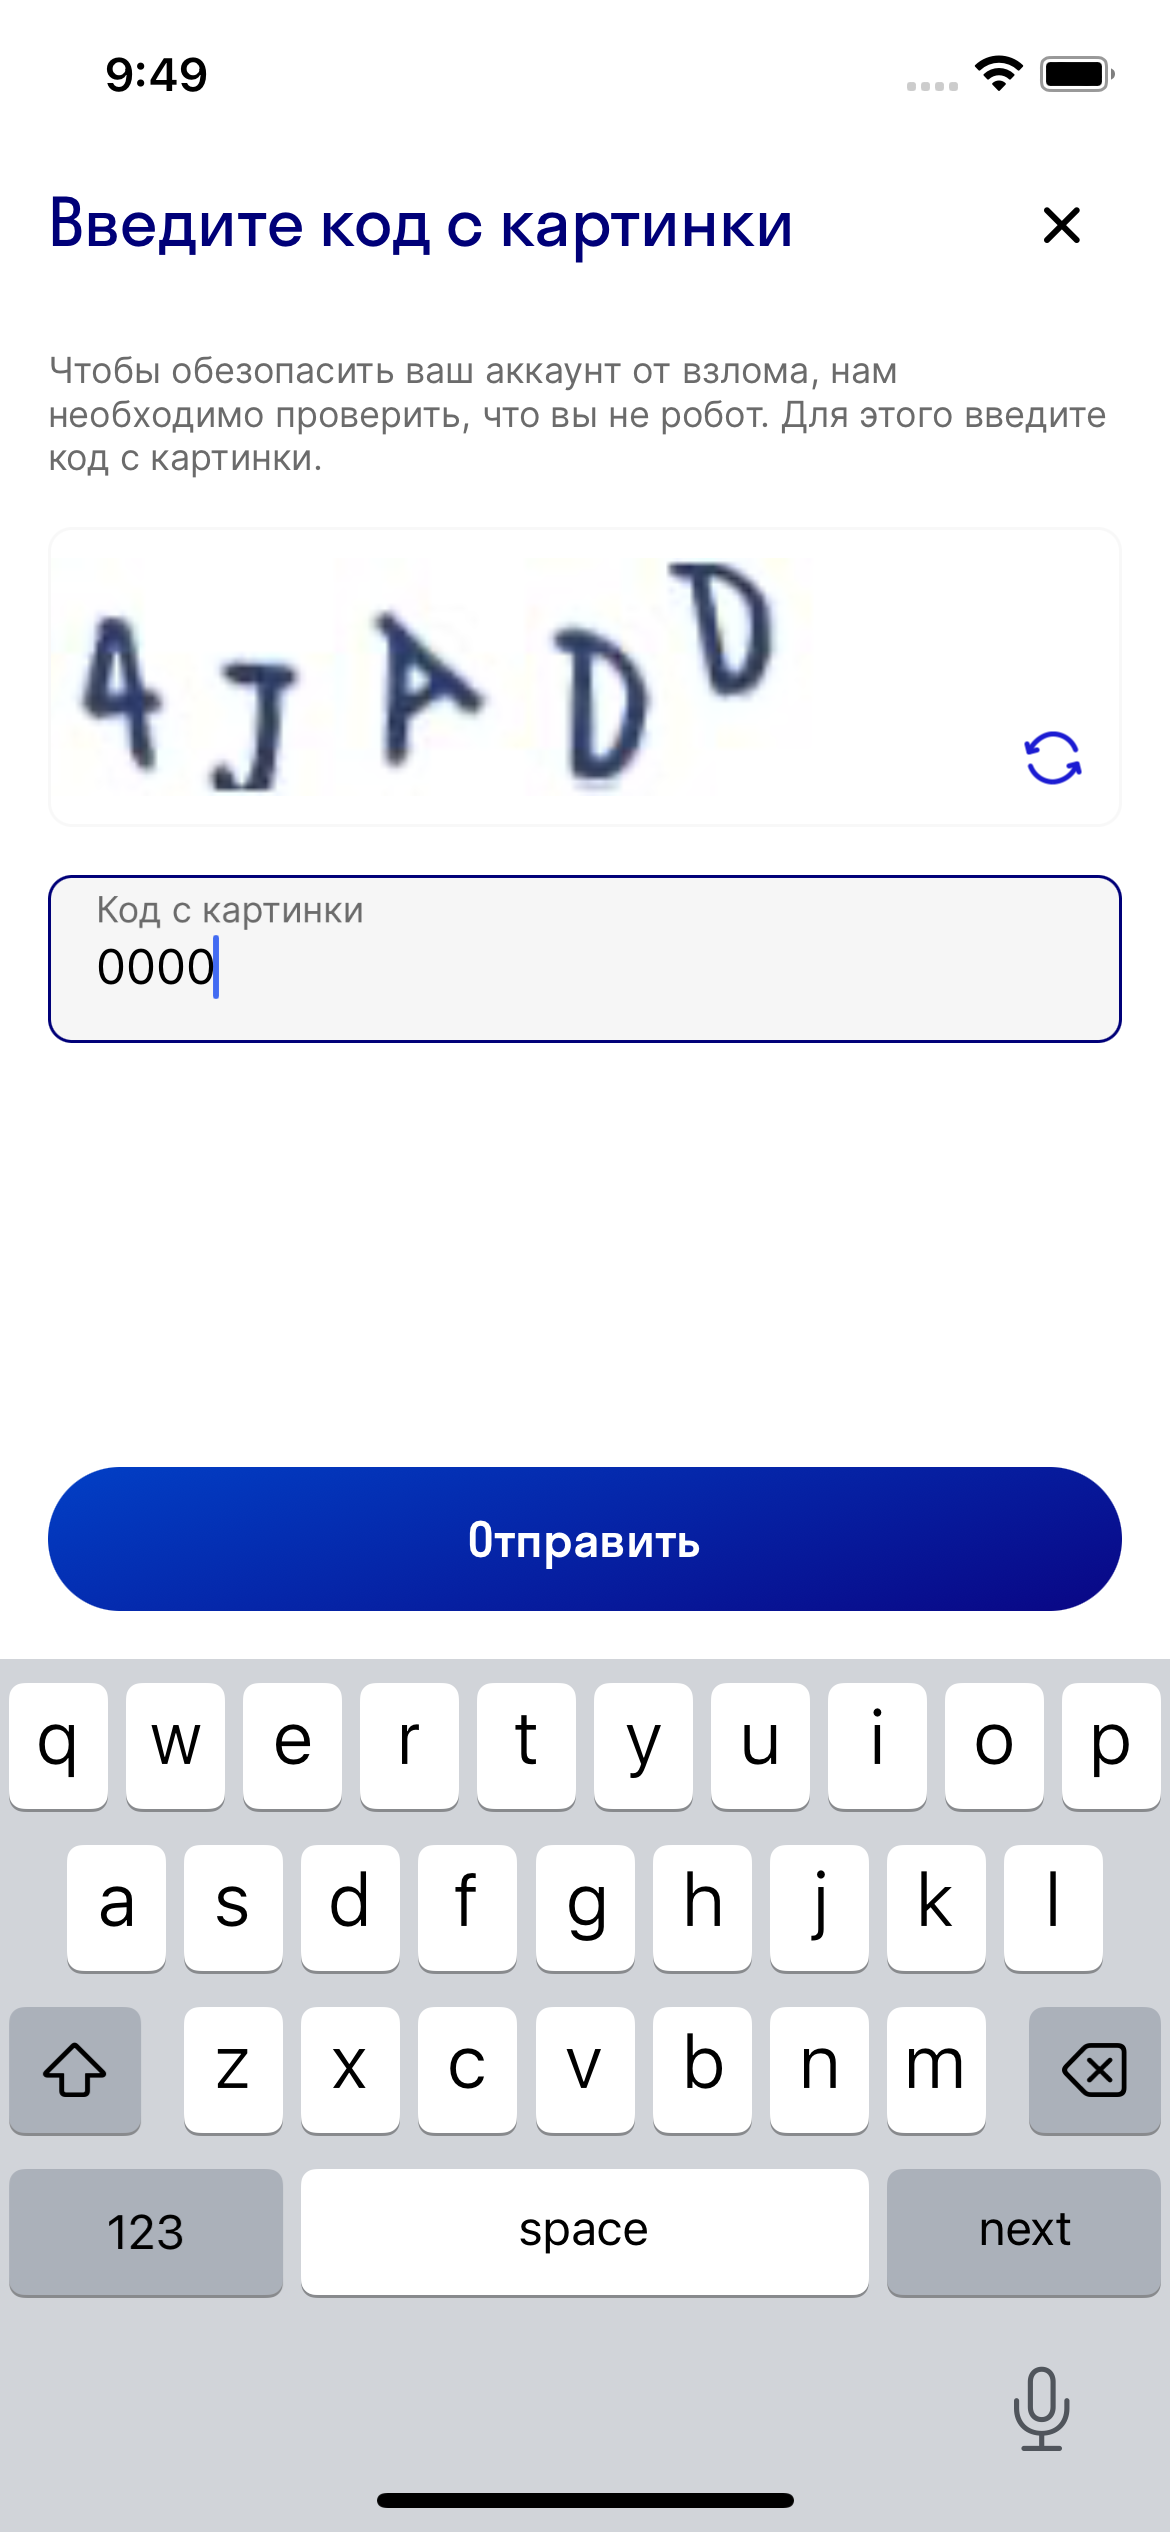 9:49
Введите код с картинки
Чтобы обезопасить ваш аккаунт от взлома, нам
необходимо проверить, что вы не робот. Для этого введите
код с картинки.
4JADD
Код с картинки
0000
Отправить
q w e r t y u i o p
a s d f g h j k l
z x c v b n m
123 space next